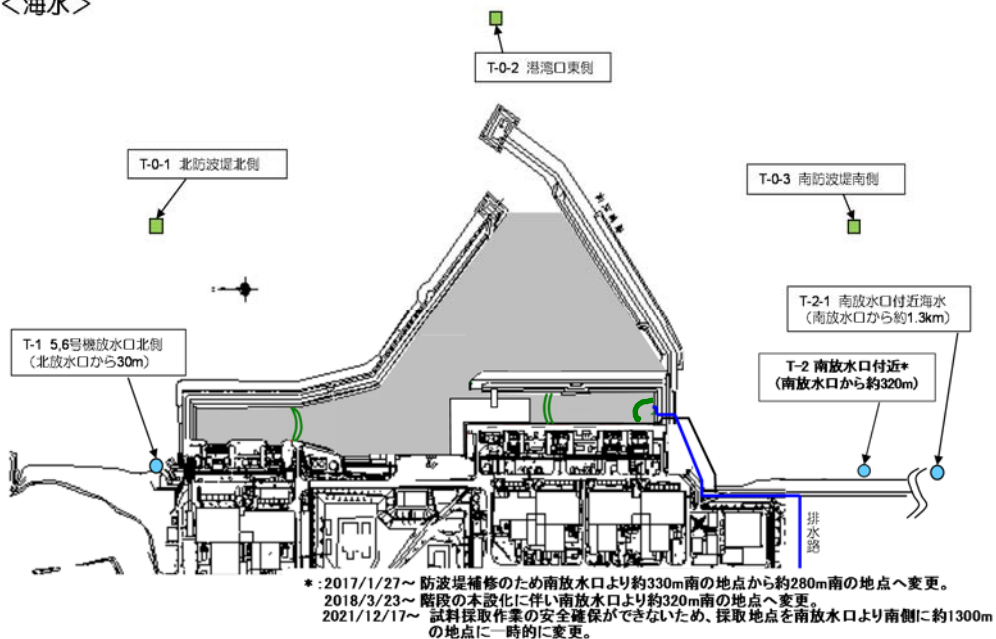 <海水>
T-0-2 港湾口東側
T-0-1 北防波堤北側
T-0-3 南防波堤南側
T-2-1 南放水口付近海水
(南放水口から約1.3km)
T-1 5,6号機放水口北側
(北放水口から30m)
T-2 南放水口付近*
(南放水口から約320m)
排水路
*:2017/1/27~ 防波堤補修のため南放水口より約330m南の地点から約280m南の地点へ変更。
2018/3/23~ 階段の本設化に伴い南放水口より約320m南の地点へ変更。
2021/12/17~ 試料採取作業の安全確保ができないため、採取地点を南放水口より南側に約1300m
の地点に一時的に変更。